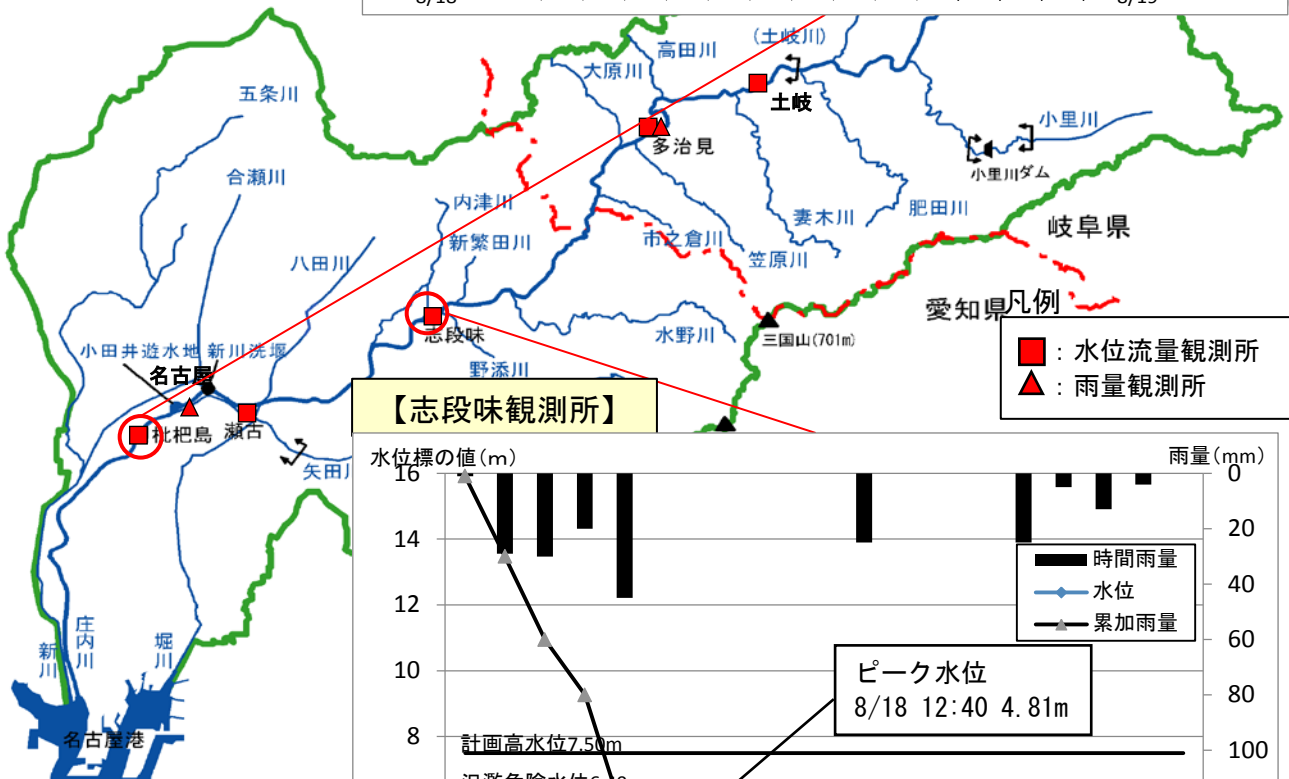 8/18
8/19
高田川
(土岐川)
大原川
五条川
土岐
小里川
多治見
合瀬川
小里川ダム
内津川
妻木川
肥田川
新繁田川
市之倉川
笠原川
岐阜県
八田川
愛知県
凡例
志段味
水野川
三国山(701m)
■ : 水位流量観測所
▲ : 雨量観測所
小田井遊水地 新川洗堰
名古屋
野添川
【志段味観測所】
枇杷島
瀬古
矢田川
水位標の値(m)
雨量(mm)
16
0
14
20
時間雨量
水位
累加雨量
12
40
10
60
ピーク水位
8/18 12:40 4.81m
80
8
計画高水位7.50m
100
新川
庄内川
堀川
名古屋港